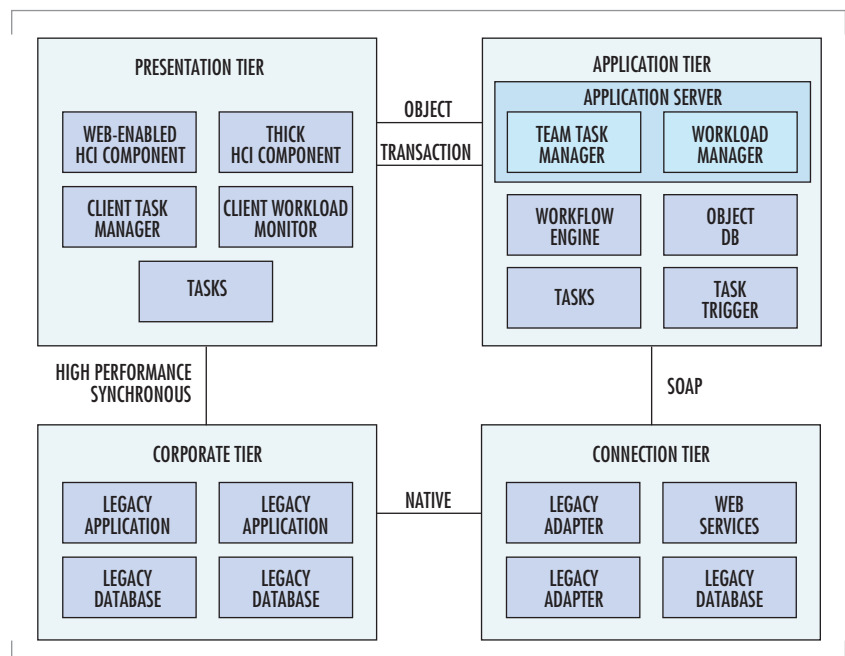 PRESENTATION TIER
WEB-ENABLED
HCI COMPONENT
THICK
HCI COMPONENT
CLIENT TASK
MANAGER
CLIENT WORKLOAD
MONITOR
TASKS
OBJECT
TRANSACTION
APPLICATION TIER
APPLICATION SERVER
TEAM TASK
MANAGER
WORKLOAD
MANAGER
WORKFLOW
ENGINE
OBJECT
DB
TASKS
TASK
TRIGGER
HIGH PERFORMANCE
SYNCHRONOUS
SOAP
CORPORATE TIER
LEGACY
APPLICATION
LEGACY
APPLICATION
LEGACY
DATABASE
LEGACY
DATABASE
NATIVE
CONNECTION TIER
LEGACY
ADAPTER
WEB
SERVICES
LEGACY
ADAPTER
LEGACY
DATABASE